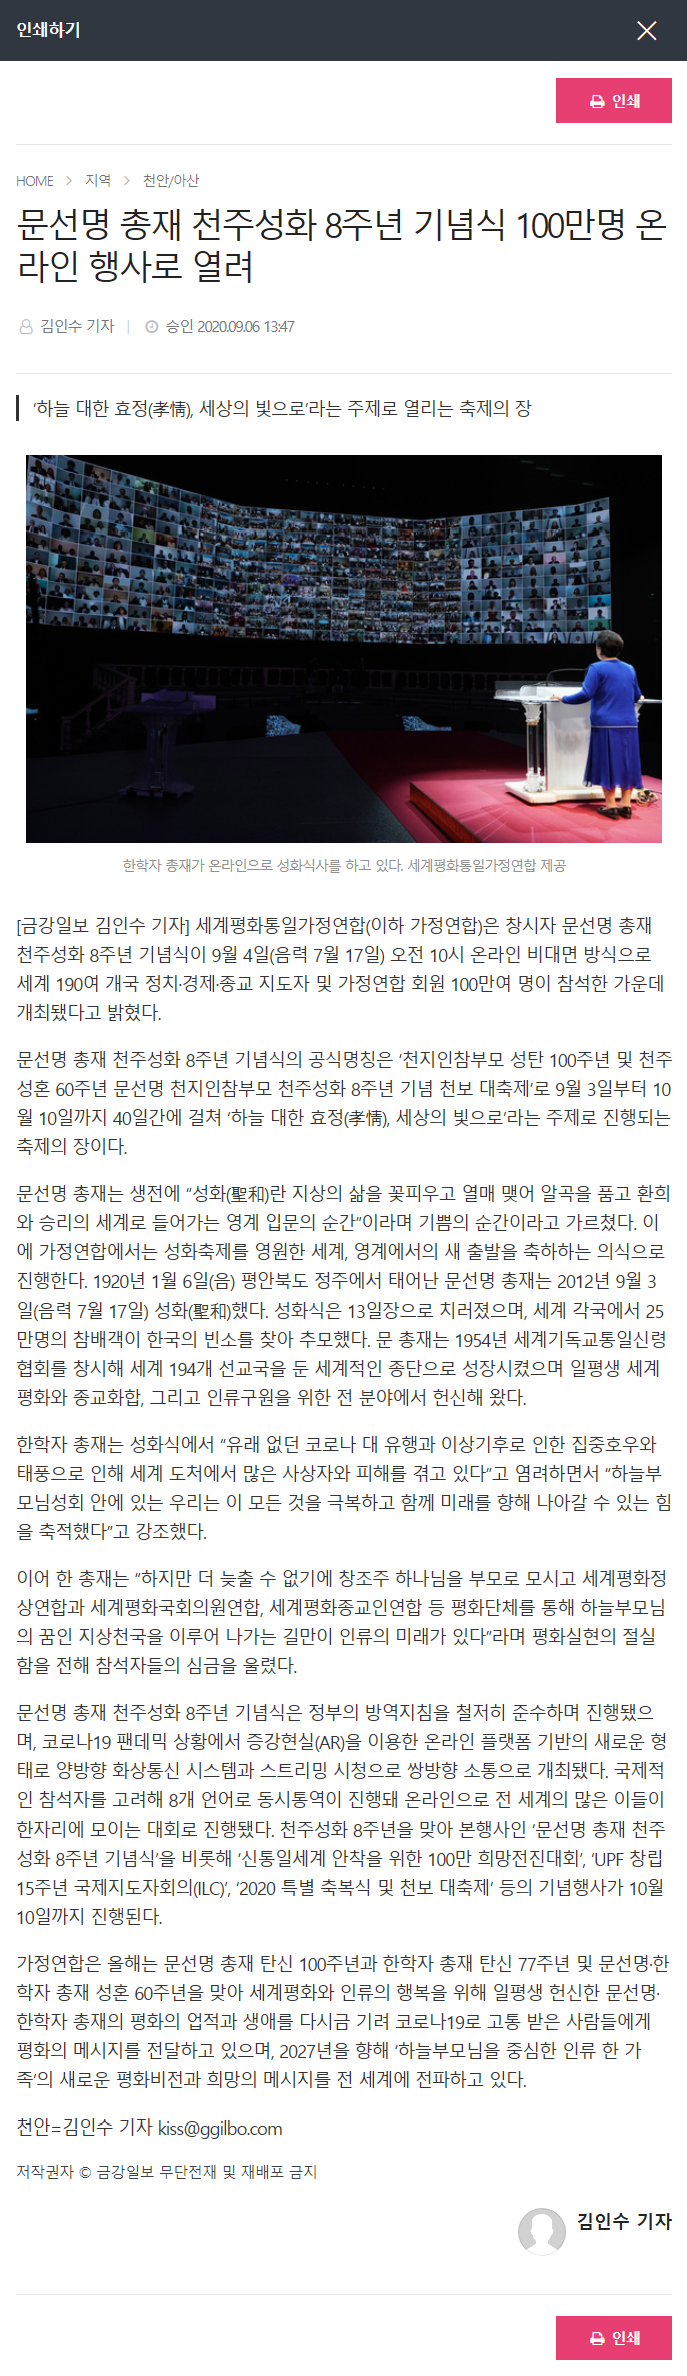 인쇄하기
인쇄
HOME > 지역 > 천안/아산
문선명 총재 천주성화 8주년 기념식 100만명 온
라인 행사로 열려
김인수 기자 | 승인 2020.09.06 13:47
‘하늘 대한 효정(孝情), 세상의 빛으로’라는 주제로 열리는 축제의 장
한학자 총재가 온라인으로 성화식사를 하고 있다. 세계평화통일가정연합 제공
[금강일보 김인수 기자] 세계평화통일가정연합(이하 가정연합)은 창시자 문선명 총재
천주성화 8주년 기념식이 9월 4일(음력 7월 17일) 오전 10시 온라인 비대면 방식으로
세계 190여 개국 정치·경제·종교 지도자 및 가정연합 회원 100만여 명이 참석한 가운데
개최됐다고 밝혔다.
문선명 총재 천주성화 8주년 기념식의 공식명칭은 ‘천지인참부모 성탄 100주년 및 천주
성혼 60주년 문선명 천지인참부모 천주성화 8주년 기념 천보 대축제’로 9월 3일부터 10
월 10일까지 40일간에 걸쳐 ‘하늘 대한 효정(孝情), 세상의 빛으로’라는 주제로 진행되는
축제의 장이다.
문선명 총재는 생전에 “성화(聖和)란 지상의 삶을 꽃피우고 열매 맺어 알곡을 품고 환희
와 승리의 세계로 들어가는 영계 입문의 순간”이라며 기쁨의 순간이라고 가르쳤다. 이
에 가정연합에서는 성화축제를 영원한 세계, 영계에서의 새 출발을 축하하는 의식으로
진행한다. 1920년 1월 6일(음) 평안북도 정주에서 태어난 문선명 총재는 2012년 9월 3
일(음력 7월 17일) 성화(聖和)했다. 성화식은 13일장으로 치러졌으며, 세계 각국에서 25
만명의 참배객이 한국의 빈소를 찾아 추모했다. 문 총재는 1954년 세계기독교통일신령
협회를 창시해 세계 194개 선교국을 둔 세계적인 종단으로 성장시켰으며 일평생 세계
평화와 종교화합, 그리고 인류구원을 위한 전 분야에서 헌신해 왔다.
한학자 총재는 성화식에서 “유래 없던 코로나 대 유행과 이상기후로 인한 집중호우와
태풍으로 인해 세계 도처에서 많은 사상자와 피해를 겪고 있다”고 염려하면서 “하늘부
모님성회 안에 있는 우리는 이 모든 것을 극복하고 함께 미래를 향해 나아갈 수 있는 힘
을 축적했다”고 강조했다.
이어 한 총재는 “하지만 더 늦출 수 없기에 창조주 하나님을 부모로 모시고 세계평화정
상연합과 세계평화국회의원연합, 세계평화종교인연합 등 평화단체를 통해 하늘부모님
의 꿈인 지상천국을 이루어 나가는 길만이 인류의 미래가 있다”라며 평화실현의 절실
함을 전해 참석자들의 심금을 울렸다.
문선명 총재 천주성화 8주년 기념식은 정부의 방역지침을 철저히 준수하며 진행됐으
며, 코로나19 팬데믹 상황에서 증강현실(AR)을 이용한 온라인 플랫폼 기반의 새로운 형
태로 양방향 화상통신 시스템과 스트리밍 시청으로 쌍방향 소통으로 개최됐다. 국제적
인 참석자를 고려해 8개 언어로 동시통역이 진행돼 온라인으로 전 세계의 많은 이들이
한자리에 모이는 대회로 진행됐다. 천주성화 8주년을 맞아 본행사인 ‘문선명 총재 천주
성화 8주년 기념식’을 비롯해 ‘신통일세계 안착을 위한 100만 희망전진대회’, ‘UPF 창립
15주년 국제지도자회의(ILC)’, ‘2020 특별 축복식 및 천보 대축제’ 등의 기념행사가 10월
10일까지 진행된다.
가정연합은 올해는 문선명 총재 탄신 100주년과 한학자 총재 탄신 77주년 및 문선명·한
학자 총재 성혼 60주년을 맞아 세계평화와 인류의 행복을 위해 일평생 헌신한 문선명·
한학자 총재의 평화의 업적과 생애를 다시금 기려 코로나19로 고통 받은 사람들에게
평화의 메시지를 전달하고 있으며, 2027년을 향해 ‘하늘부모님을 중심한 인류 한 가
족’의 새로운 평화비전과 희망의 메시지를 전 세계에 전파하고 있다.
천안=김인수 기자 kiss@ggilbo.com
저작권자 © 금강일보 무단전재 및 재배포 금지
김인수 기자
인쇄